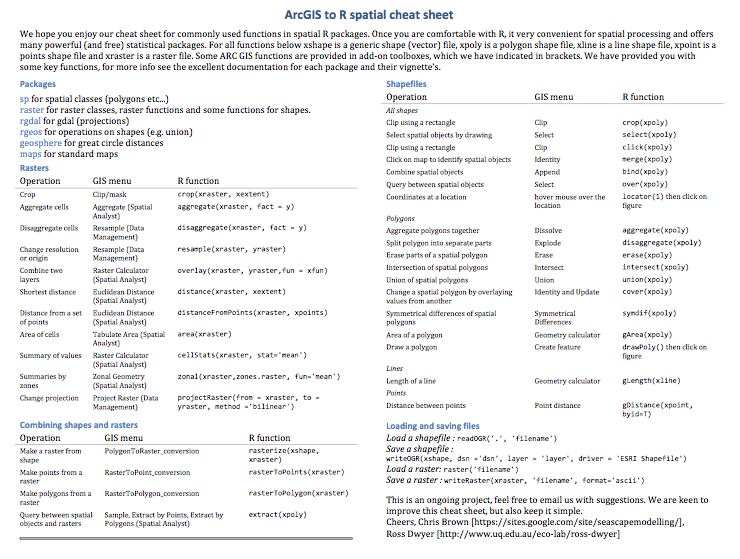 ArcGIS to R spatial cheat sheet
We hope you enjoy our cheat sheet for commonly used functions in spatial R packages. Once you are comfortable with R, it very convenient for spatial processing and offers
many powerful (and free) statistical packages. For all functions below xshape is a generic shape (vector) file, xpoly is a polygon shape file, xline is a line shape file, xpoint is a
points shape file and xraster is a raster file. Some ARC GIS functions are provided in add-on toolboxes, which we have indicated in brackets. We have provided you with
some key functions, for more info see the excellent documentation for each package and their vignette's.
Packages
sp for spatial classes (polygons etc...)
raster for raster classes, raster functions and some functions for shapes.
rgdal for gdal (projections)
rgeos for operations on shapes (e.g. union)
geosphere for great circle distances
maps for standard maps
Rasters
Operation GIS menu R function
Crop Clip/mask crop(xraster, xextent)
Aggregate cells Aggregate (Spatial aggregate(xraster, fact = y)
Analyst)
Disaggregate cells Resample (Data disaggregate(xraster, fact = y)
Management)
Change resolution Resample (Data resample(xraster, yraster)
or origin Management)
Combine two Raster Calculator overlay(xraster, yraster,fun = xfun)
layers (Spatial Analyst)
Shortest distance Euclidean Distance distance(xraster, xextent)
(Spatial Analyst)
Distance from a set Euclidean Distance distanceFromPoints(xraster, xpoints)
of points (Spatial Analyst)
Area of cells Tabulate Area (Spatial area(xraster)
Analyst)
Summary of values Raster Calculator cellStats(xraster, stat='mean')
(Spatial Analyst)
Summaries by Zonal Geometry zonal(xraster,zones.raster, fun='mean')
zones (Spatial Analyst)
Change projection Project Raster (Data projectRaster(from = xraster, to =
Management) yraster, method ='bilinear')
Combining shapes and rasters
Operation GIS menu R function
Make a raster from PolygonToRaster_conversion rasterize(xshape,
shape xraster)
Make points from a RasterToPoint_conversion rasterToPoints(xraster)
raster
Make polygons from a RasterToPolygon_conversion rasterToPolygon(xraster)
raster
Query between spatial Sample, Extract by Points, Extract by extract(xpoly)
objects and rasters Polygons (Spatial Analyst)
Shapefiles
Operation GIS menu R function
All shapes
Clip using a rectangle Clip crop(xpoly)
Select spatial objects by drawing Select select(xpoly)
Clip using a rectangle Clip click(xpoly)
Click on map to identify spatial objects Identity merge(xpoly)
Combine spatial objects Append bind(xpoly)
Query between spatial objects Select over(xpoly)
Coordinates at a location hover mouse over the locator(1) then click on
location figure
Polygons
Aggregate polygons together Dissolve aggregate(xpoly)
Split polygon into separate parts Explode disaggregate(xpoly)
Erase parts of a spatial polygon Erase erase(xpoly)
Intersection of spatial polygons Intersect intersect(xpoly)
Union of spatial polygons Union union(xpoly)
Change a spatial polygon by overlaying Identity and Update cover(xpoly)
values from another
Symmetrical differences of spatial Symmetrical symdif(xpoly)
polygons Differences
Area of a polygon Geometry calculator gArea(xpoly)
Draw a polygon Create feature drawPoly() then click on
figure
Lines
Length of a line Geometry calculator gLength(xline)
Points
Distance between points Point distance gDistance(xpoint,
byid=T)
Loading and saving files
Load a shapefile : readOGR('.', 'filename')
Save a shapefile :
writeOGR(xshape, dsn ='dsn', layer = 'layer', driver = 'ESRI Shapefile')
Load a raster: raster('filename')
Save a raster : writeRaster(xraster, 'filename', format='ascii')
This is an ongoing project, feel free to email us with suggestions. We are keen to
improve this cheat sheet, but also keep it simple.
Cheers, Chris Brown [https://sites.google.com/site/seascapemodelling/],
Ross Dwyer [http://www.uq.edu.au/eco-lab/ross-dwyer]